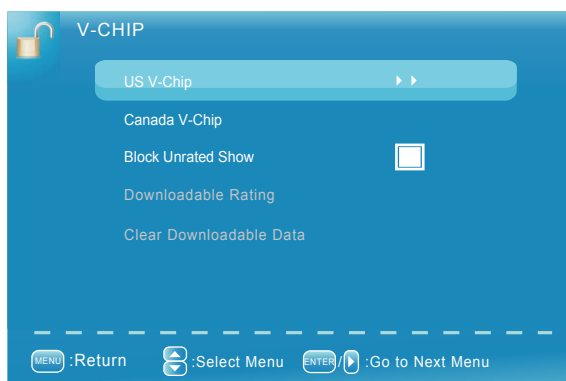 V-CHIP
US V-Chip
Canada V-Chip
Block Unrated Show
Downloadable Rating
Clear Downloadable Data
MENU :Return :Select Menu ENTER / :Go to Next Menu